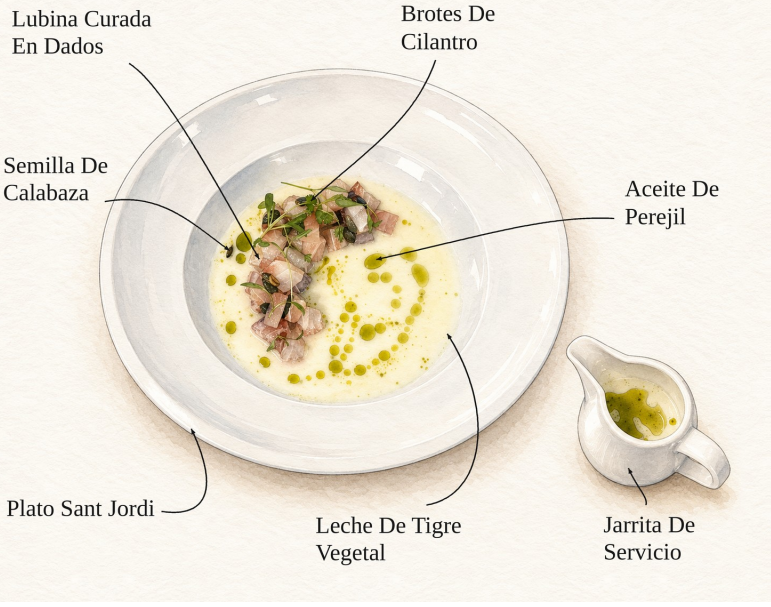 Lubina Curada
En Dados
Brotes De
Cilantro
Semilla De
Calabaza
Aceite De
Perejil
Plato Sant Jordi
Leche De Tigre
Vegetal
Jarrita De
Servicio